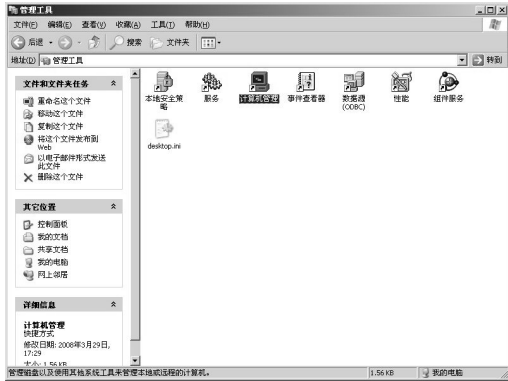 管理工具
文件(F) 编辑(E) 查看(V) 收藏(A) 工具(T) 帮助(H)
后退 搜索 文件夹
地址(D) 管理工具 转到
文件和文件夹任务
重命名这个文件
移动这个文件
复制这个文件
将这个文件发布到
Web
以电子邮件形式发送
此文件
删除这个文件
其它位置
控制面板
我的文档
共享文档
我的电脑
网上邻居
详细信息
计算机管理
快捷方式
修改日期: 2008年3月29日,
17:29
大小: 1.56 KB
本地安全策
略
服务
计算机管理
事件查看器
数据源
(ODBC)
性能
组件服务
desktop.ini
管理磁盘以及使用其他系统工具来管理本地或远程的计算机。 1.56 KB 我的电脑